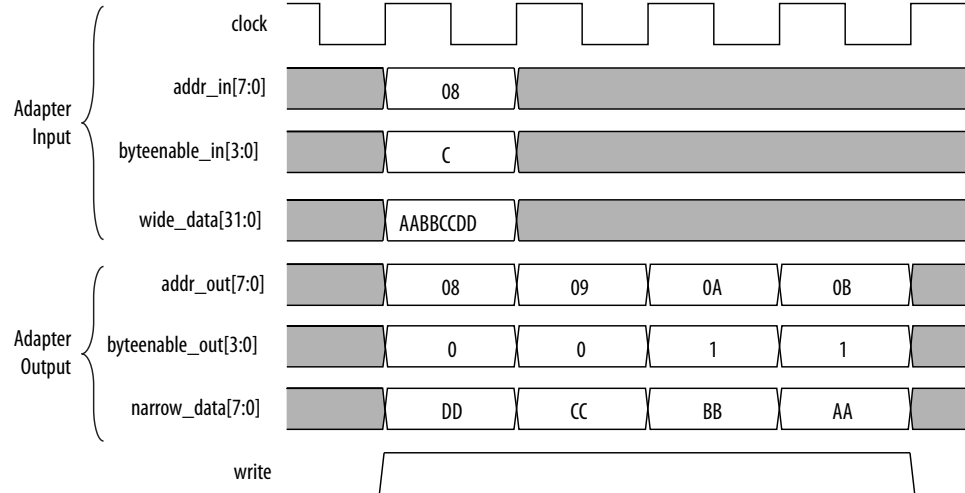 clock
Adapter
Input
addr_in[7:0]
08
byteenable_in[3:0]
C
wide_data[31:0]
AABBCCDD
Adapter
Output
addr_out[7:0]
08 09 0A 0B
byteenable_out[3:0]
0 0 1 1
narrow_data[7:0]
DD CC BB AA
write